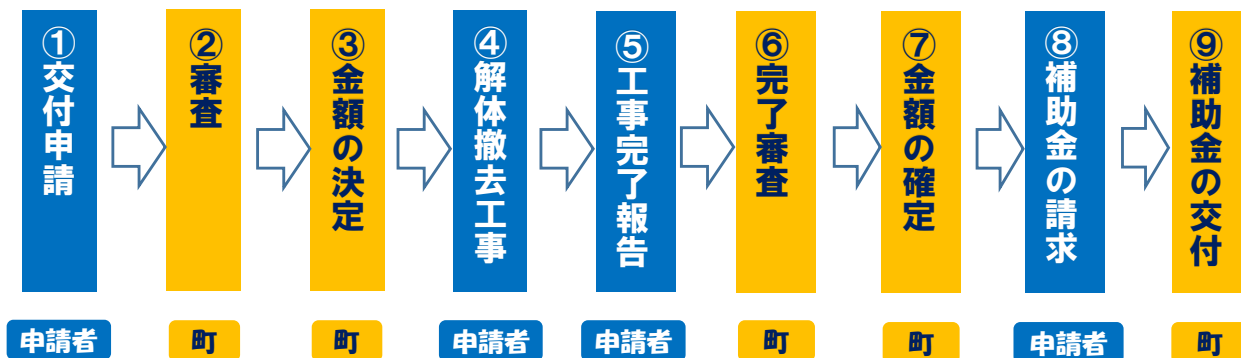 ①交付申請
②審査
③金額の決定
④解体撤去工事
⑤工事完了報告
⑥完了審査
⑦金額の確定
⑧補助金の請求
⑨補助金の交付
申請者
町
町
申請者
申請者
町
町
申請者
町